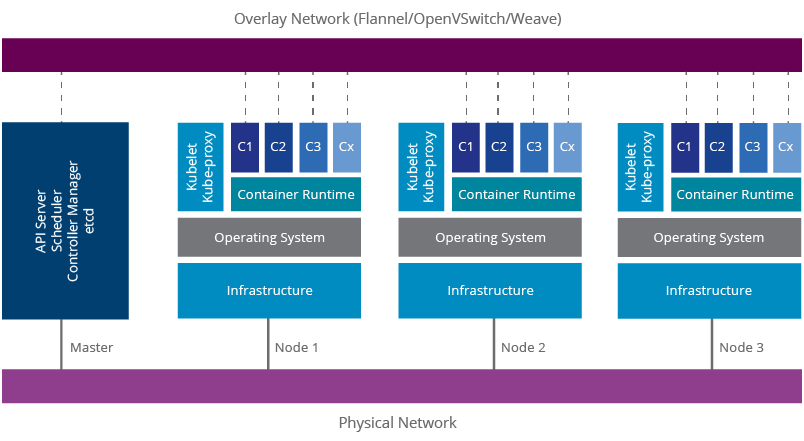 Overlay Network (Flannel/OpenVSwitch/Weave)
API Server
Scheduler
Controller Manager
etcd
Kubelet
Kube-proxy
C1
C2
C3
Cx
Container Runtime
Operating System
Infrastructure
Kubelet
Kube-proxy
C1
C2
C3
Cx
Container Runtime
Operating System
Infrastructure
Kubelet
Kube-proxy
C1
C2
C3
Cx
Container Runtime
Operating System
Infrastructure
Master
Node 1
Node 2
Node 3
Physical Network